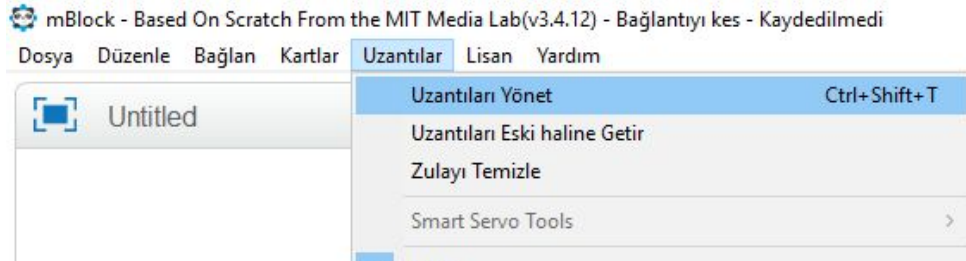 mBlock - Based On Scratch From the MIT Media Lab(v3.4.12) - Bağlantıyı kes - Kaydedilmedi
Dosya Düzenle Bağlan Kartlar Uzantılar Lisan Yardım
Untitled
Uzantıları Yönet Ctrl+Shift+T
Uzantıları Eski haline Getir
Zulayı Temizle
Smart Servo Tools